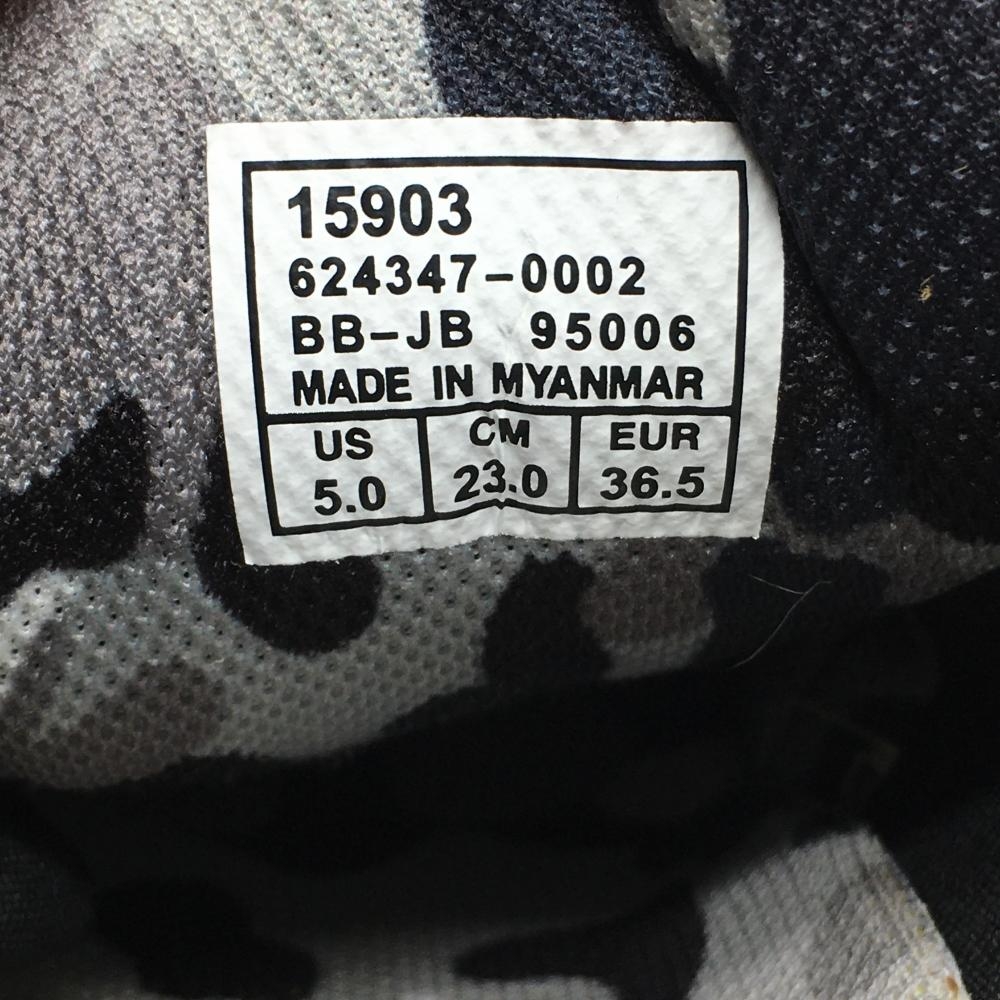 15903
624347-0002
BB-JB 95006
MADE IN MYANMAR
US CM EUR
5.0 23.0 36.5